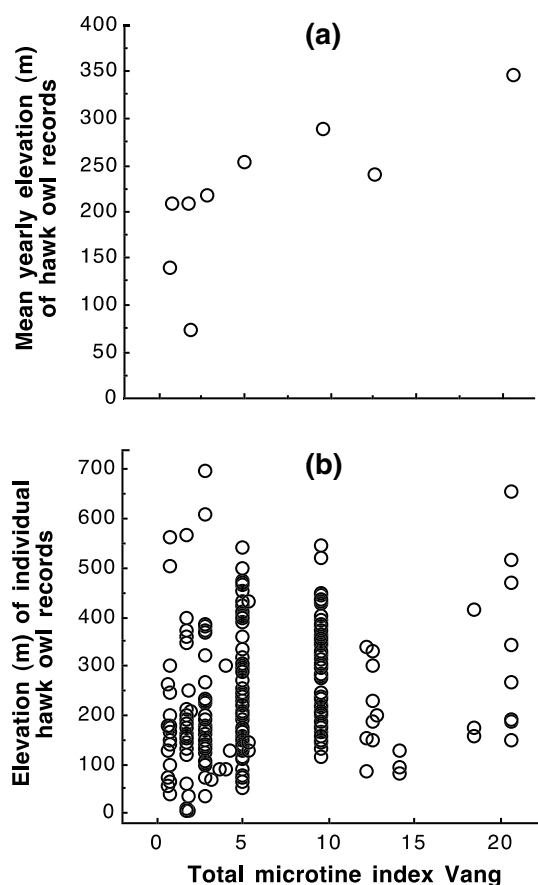 (a)
400
350
300
250
200
150
100
50
0
Mean yearly elevation (m)
of hawk owl records
(b)
700
600
500
400
300
200
100
0
Elevation (m) of individual
hawk owl records
0 5 10 15 20
Total microtine index Vang